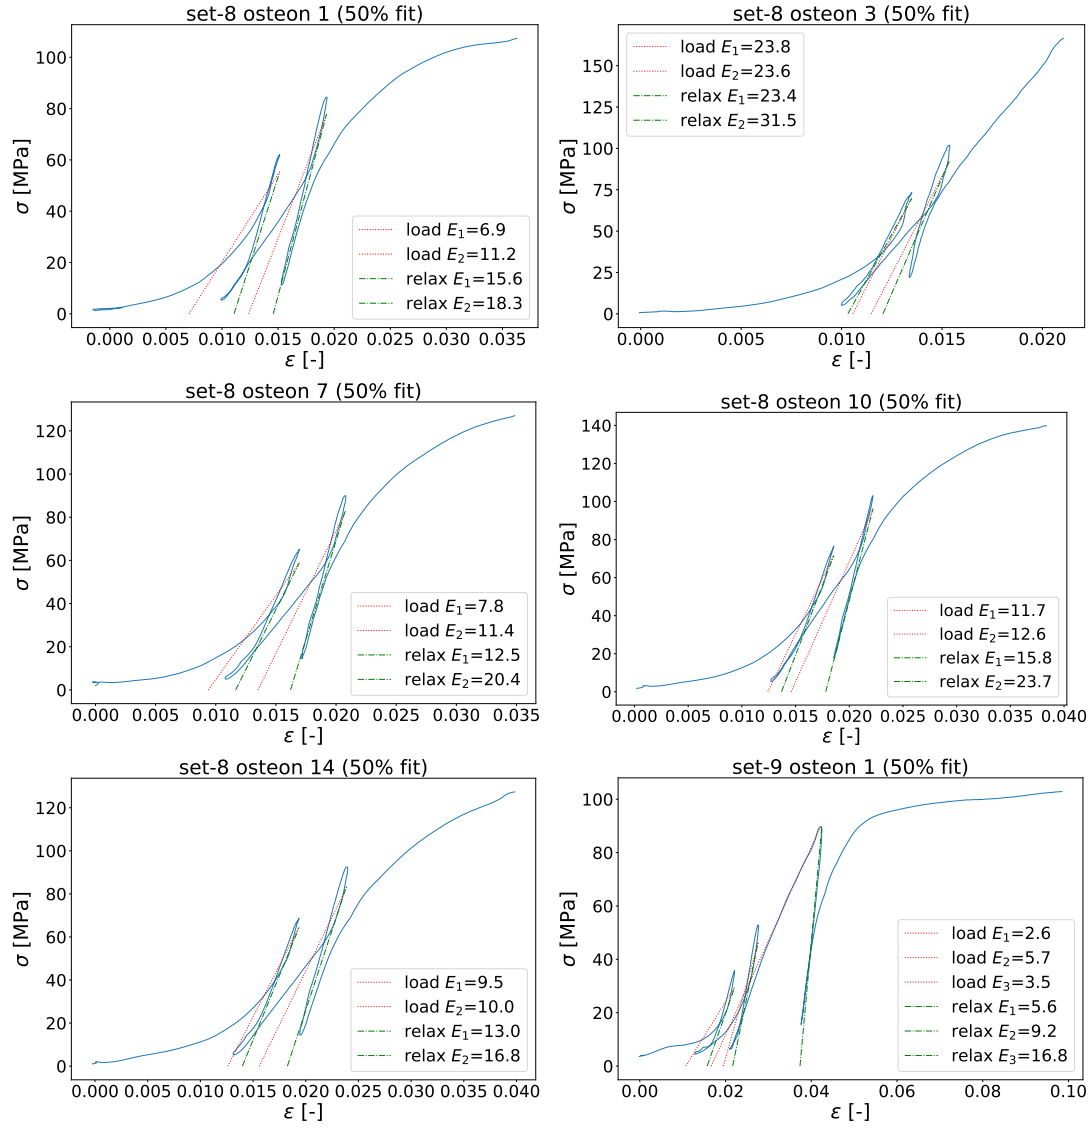 set-8 osteon 1 (50% fit)
σ [MPa]
100
80
60
40
20
0
load E₁=6.9
load E₂=11.2
relax E₁=15.6
relax E₂=18.3
0.000 0.005 0.010 0.015 0.020 0.025 0.030 0.035
ε [-]
set-8 osteon 3 (50% fit)
σ [MPa]
150
125
100
75
50
25
0
load E₁=23.8
load E₂=23.6
relax E₁=23.4
relax E₂=31.5
0.000 0.005 0.010 0.015 0.020
ε [-]
set-8 osteon 7 (50% fit)
σ [MPa]
120
100
80
60
40
20
0
load E₁=7.8
load E₂=11.4
relax E₁=12.5
relax E₂=20.4
0.000 0.005 0.010 0.015 0.020 0.025 0.030 0.035
ε [-]
set-8 osteon 10 (50% fit)
σ [MPa]
140
120
100
80
60
40
20
0
load E₁=11.7
load E₂=12.6
relax E₁=15.8
relax E₂=23.7
0.000 0.005 0.010 0.015 0.020 0.025 0.030 0.035 0.040
ε [-]
set-8 osteon 14 (50% fit)
σ [MPa]
120
100
80
60
40
20
0
load E₁=9.5
load E₂=10.0
relax E₁=13.0
relax E₂=16.8
0.000 0.005 0.010 0.015 0.020 0.025 0.030 0.035 0.040
ε [-]
set-9 osteon 1 (50% fit)
σ [MPa]
100
80
60
40
20
0
load E₁=2.6
load E₂=5.7
load E₃=3.5
relax E₁=5.6
relax E₂=9.2
relax E₃=16.8
0.00 0.02 0.04 0.06 0.08 0.10
ε [-]